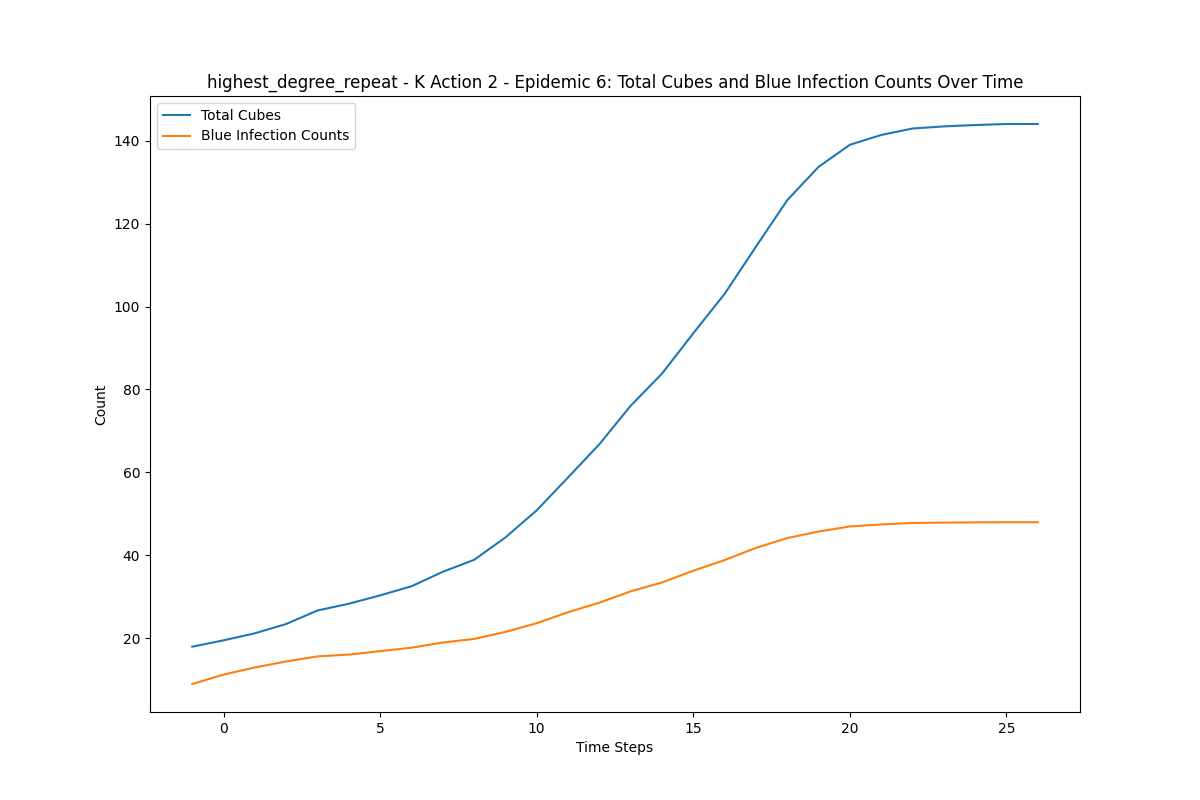 highest_degree_repeat - K Action 2 - Epidemic 6: Total Cubes and Blue Infection Counts Over Time
Total Cubes
Blue Infection Counts
Count
140
120
100
80
60
40
20
0 5 10 15 20 25
Time Steps